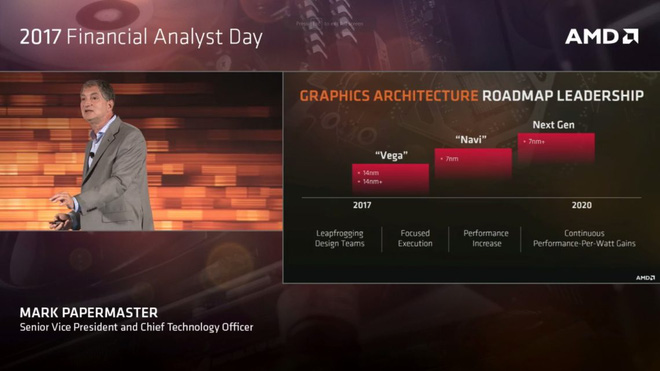 2017 Financial Analyst Day
AMD
GRAPHICS ARCHITECTURE ROADMAP LEADERSHIP
"Vega"
• 14nm
• 14nm+
"Navi"
• 7nm
Next Gen
• 7nm+
2017
2020
Leapfrogging
Design Teams
Focused
Execution
Performance
Increase
Continuous
Performance-Per-Watt Gains
AMD
MARK PAPERMASTER
Senior Vice President and Chief Technology Officer